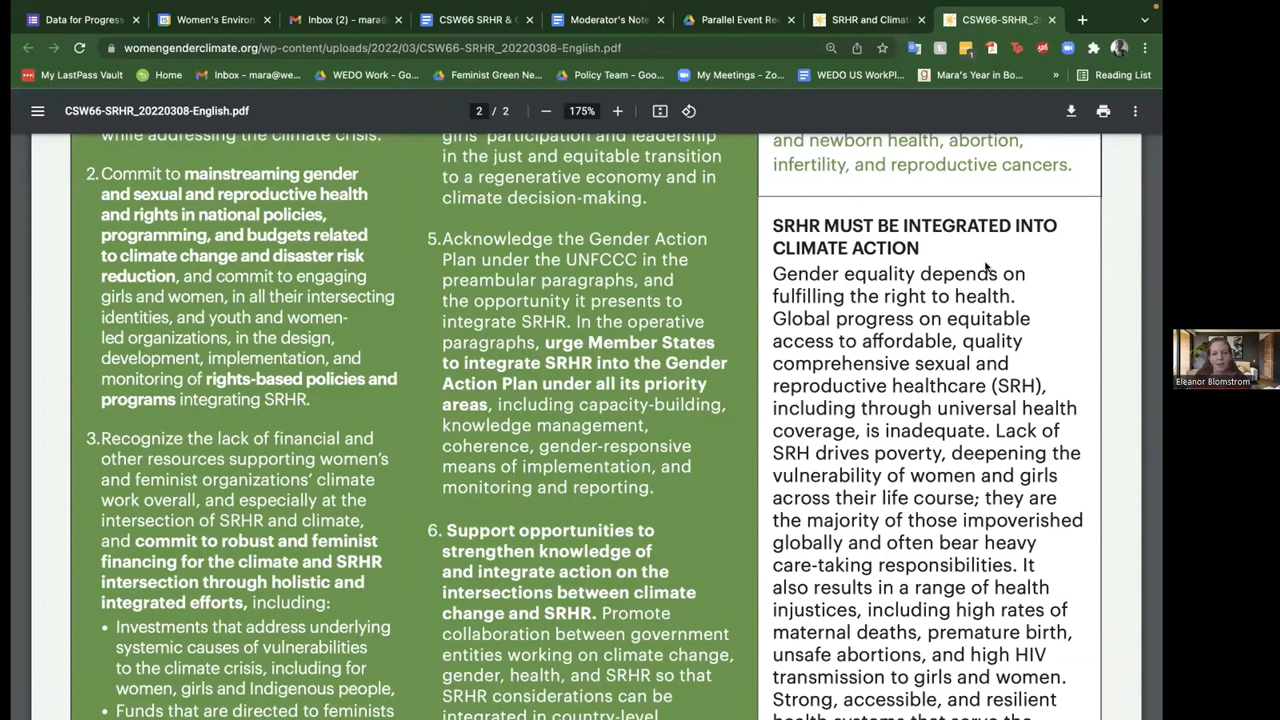 Data for Progress
Women's Environ
Inbox (2) - mara@
CSW66 SRHR & C
Moderator's Note
Parallel Event Re
SRHR and Climat
CSW66-SRHR_20
womengenderclimate.org/wp-content/uploads/2022/03/CSW66-SRHR_20220308-English.pdf
My LastPass Vault
Home
Inbox - mara@we...
WEDO Work - Go...
Feminist Green Ne...
Policy Team - Goo...
My Meetings - Zo...
WEDO US WorkPl...
Mara's Year in Bo...
»
Reading List
CSW66-SRHR_20220308-English.pdf
2 / 2
175%
while addressing the climate crisis.
2. Commit to mainstreaming gender
and sexual and reproductive health
and rights in national policies,
programming, and budgets related
to climate change and disaster risk
reduction, and commit to engaging
girls and women, in all their intersecting
identities, and youth and women-
led organizations, in the design,
development, implementation, and
monitoring of rights-based policies and
programs integrating SRHR.
3. Recognize the lack of financial and
other resources supporting women's
and feminist organizations' climate
work overall, and especially at the
intersection of SRHR and climate,
and commit to robust and feminist
financing for the climate and SRHR
intersection through holistic and
integrated efforts, including:
• Investments that address underlying
systemic causes of vulnerabilities
to the climate crisis, including for
women, girls and Indigenous people,
• Funds that are directed to feminists
girls' participation and leadership
in the just and equitable transition
to a regenerative economy and in
climate decision-making.
5. Acknowledge the Gender Action
Plan under the UNFCCC in the
preambular paragraphs, and
the opportunity it presents to
integrate SRHR. In the operative
paragraphs, urge Member States
to integrate SRHR into the Gender
Action Plan under all its priority
areas, including capacity-building,
knowledge management,
coherence, gender-responsive
means of implementation, and
monitoring and reporting.
6. Support opportunities to
strengthen knowledge of
and integrate action on the
intersections between climate
change and SRHR. Promote
collaboration between government
entities working on climate change,
gender, health, and SRHR so that
SRHR considerations can be
integrated in country-level
and newborn health, abortion,
infertility, and reproductive cancers.
SRHR MUST BE INTEGRATED INTO
CLIMATE ACTION
Gender equality depends on
fulfilling the right to health.
Global progress on equitable
access to affordable, quality
comprehensive sexual and
reproductive healthcare (SRH),
including through universal health
coverage, is inadequate. Lack of
SRH drives poverty, deepening the
vulnerability of women and girls
across their life course; they are
the majority of those impoverished
globally and often bear heavy
care-taking responsibilities. It
also results in a range of health
injustices, including high rates of
maternal deaths, premature birth,
unsafe abortions, and high HIV
transmission to girls and women.
Strong, accessible, and resilient
health systems that serve the
Eleanor Blomstrom